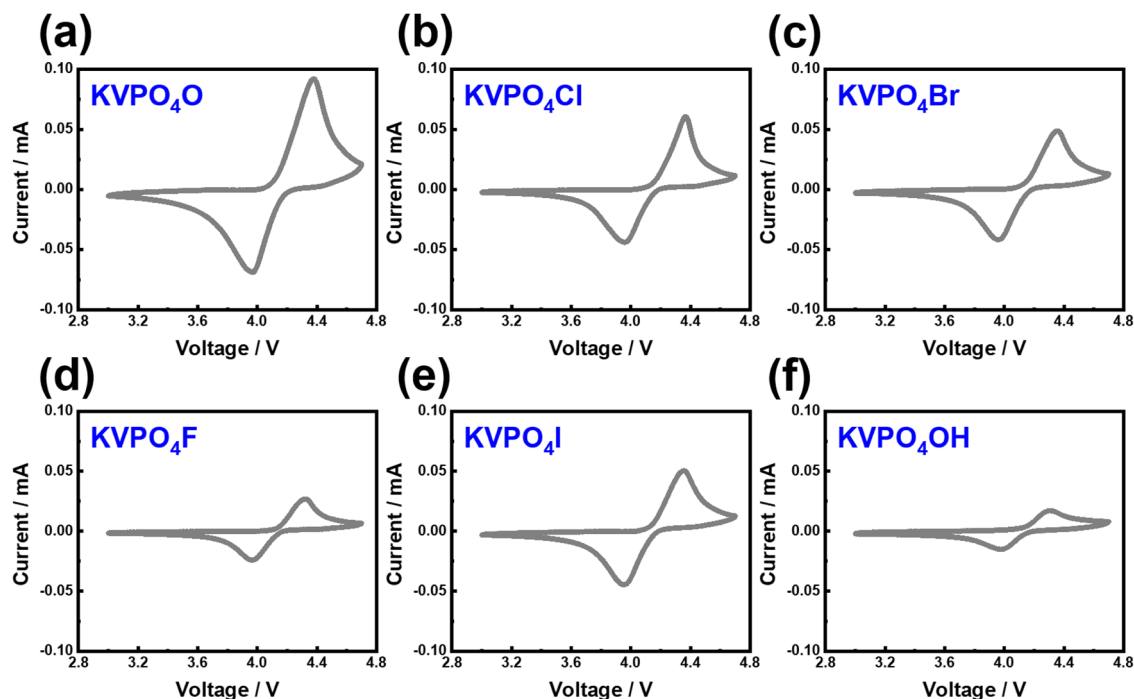 (a)
KVPO₄O
Current / mA
0.10
0.05
0.00
-0.05
-0.10
2.8 3.2 3.6 4.0 4.4 4.8
Voltage / V
(b)
KVPO₄Cl
Current / mA
0.10
0.05
0.00
-0.05
-0.10
2.8 3.2 3.6 4.0 4.4 4.8
Voltage / V
(c)
KVPO₄Br
Current / mA
0.10
0.05
0.00
-0.05
-0.10
2.8 3.2 3.6 4.0 4.4 4.8
Voltage / V
(d)
KVPO₄F
Current / mA
0.10
0.05
0.00
-0.05
-0.10
2.8 3.2 3.6 4.0 4.4 4.8
Voltage / V
(e)
KVPO₄I
Current / mA
0.10
0.05
0.00
-0.05
-0.10
2.8 3.2 3.6 4.0 4.4 4.8
Voltage / V
(f)
KVPO₄OH
Current / mA
0.10
0.05
0.00
-0.05
-0.10
2.8 3.2 3.6 4.0 4.4 4.8
Voltage / V